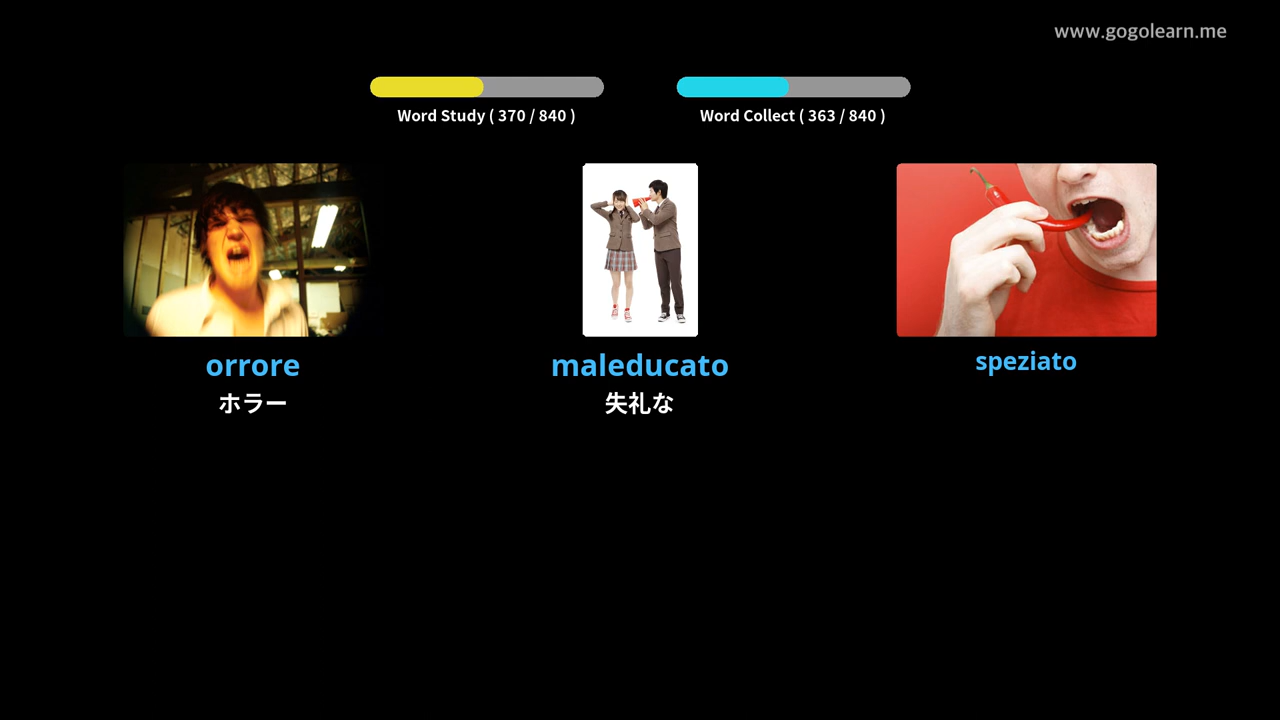 www.gogolearn.me
Word Study ( 370 / 840 )
Word Collect ( 363 / 840 )
orrore
ホラー
maleducato
失礼な
speziato